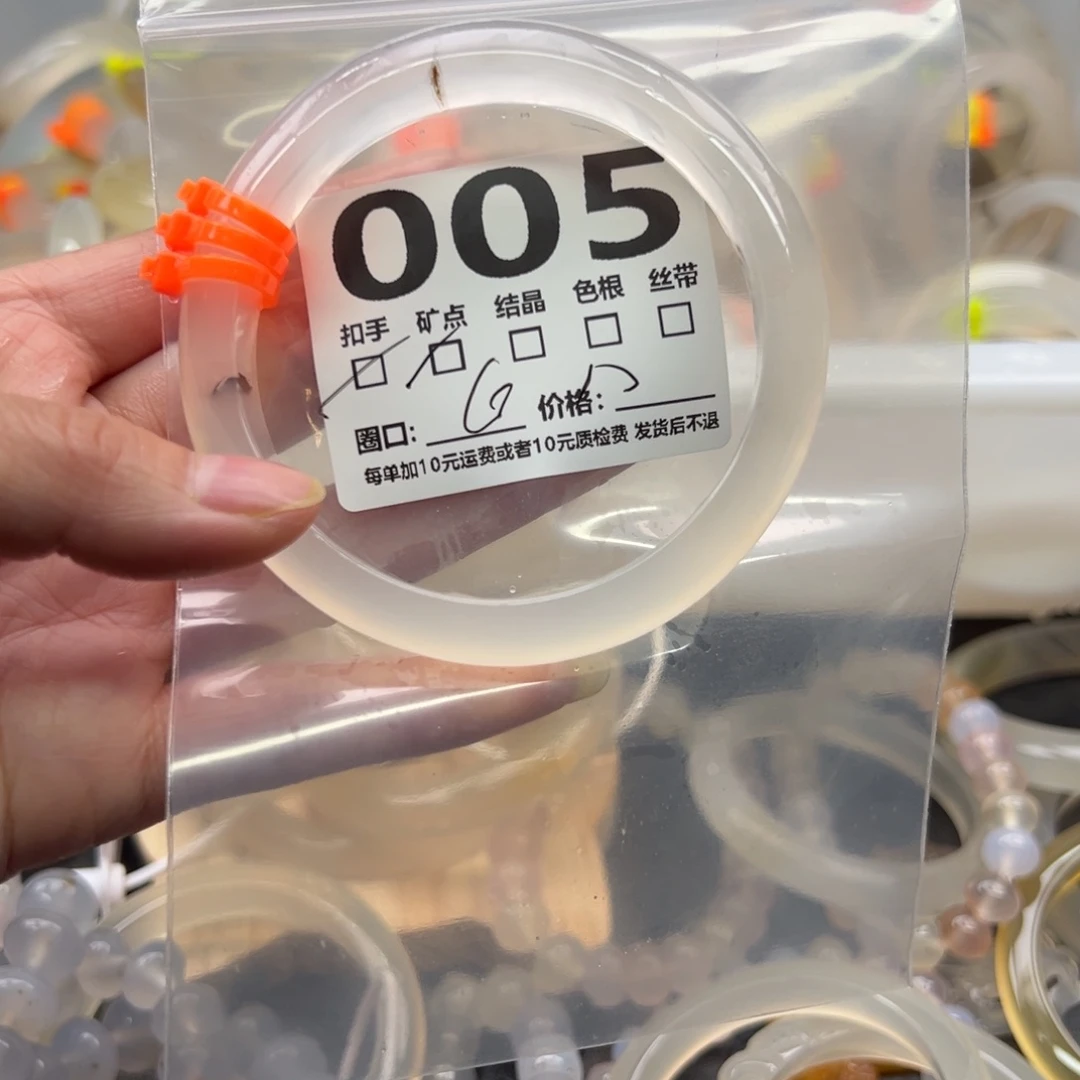 005
扣手 矿点 结晶 色根 丝带
圈口: 价格:
每单加10元运费或者10元质检费 发货后不退